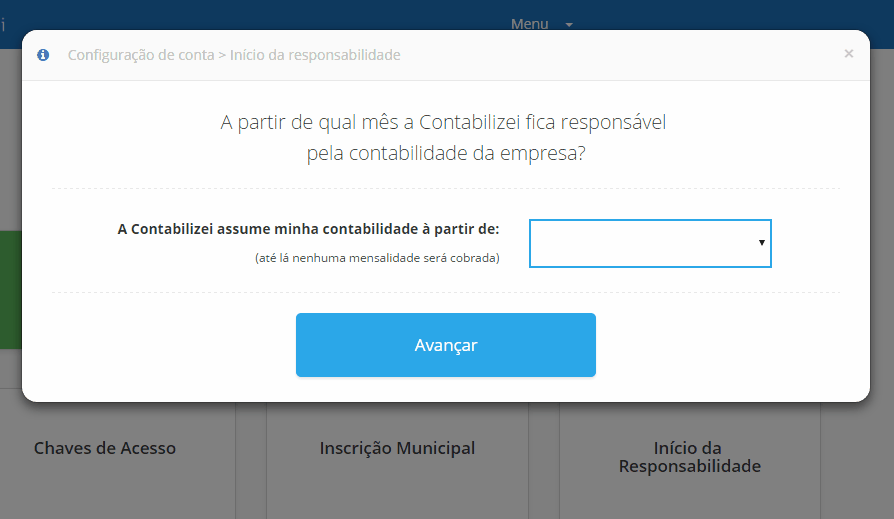 Menu
Configuração de conta > Início da responsabilidade
A partir de qual mês a Contabilizei fica responsável
pela contabilidade da empresa?
A Contabilizei assume minha contabilidade à partir de:
(até lá nenhuma mensalidade será cobrada)
Avançar
Chaves de Acesso
Inscrição Municipal
Início da
Responsabilidade